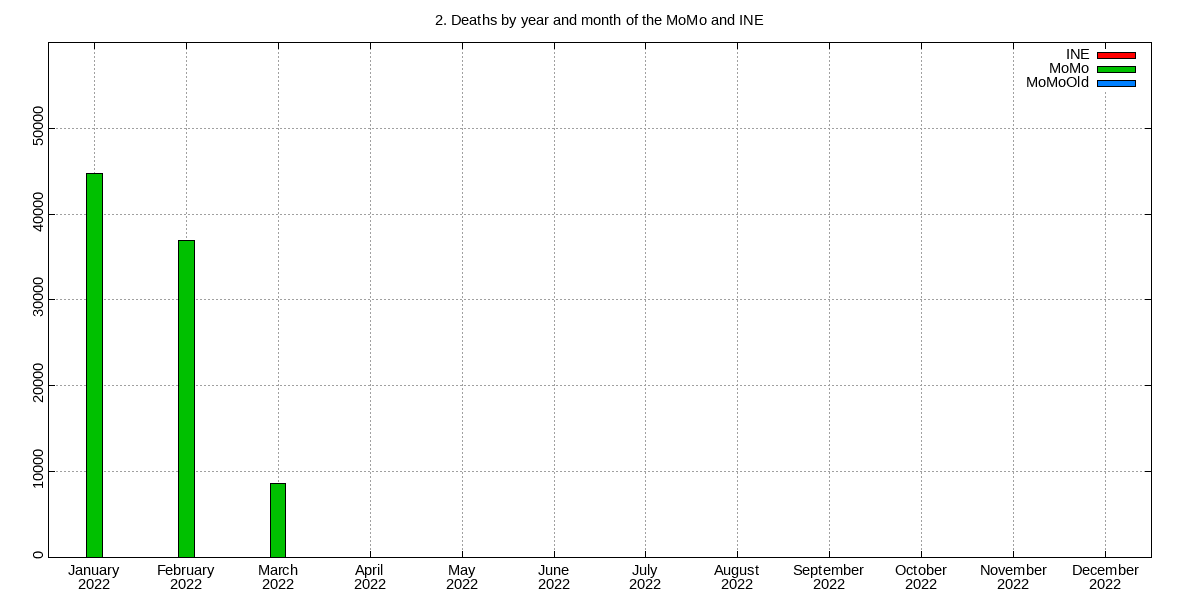 2. Deaths by year and month of the MoMo and INE
INE
MoMo
MoMoOld
50000
40000
30000
20000
10000
0
January February March April May June July August September October November December
2022 2022 2022 2022 2022 2022 2022 2022 2022 2022 2022 2022